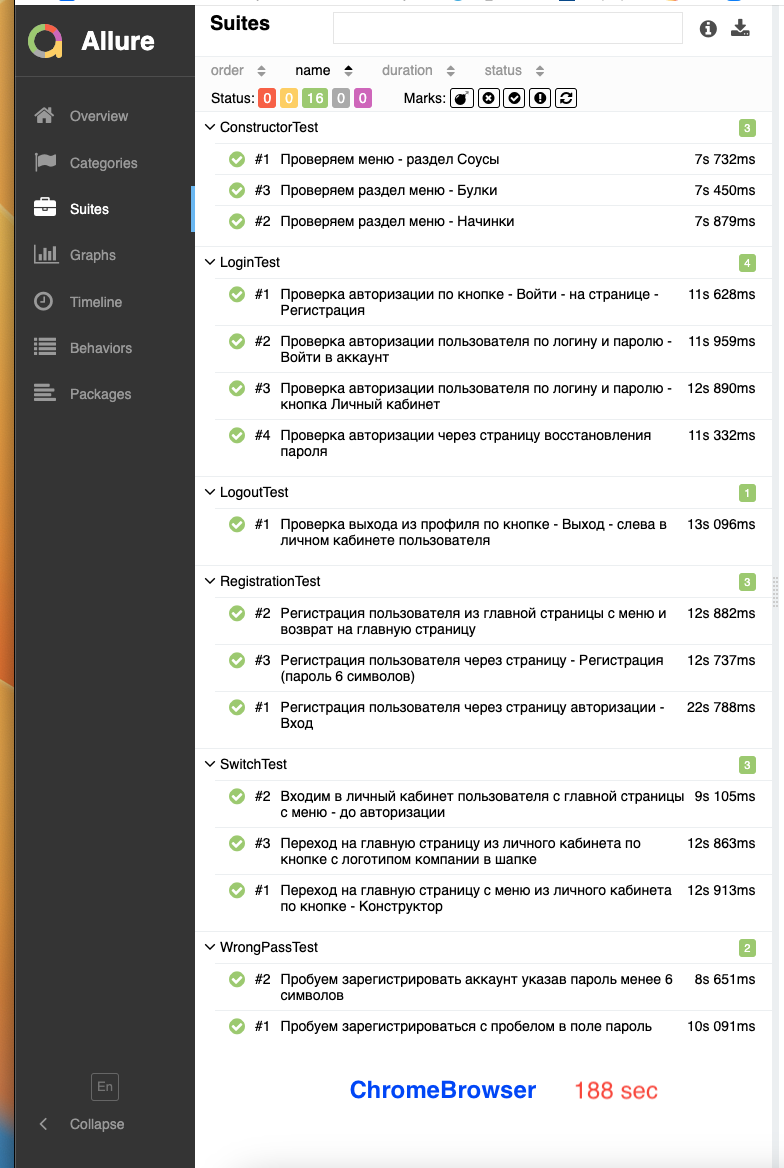 Allure
Suites
order name duration status
Status: 0 0 16 0 0 Marks:
Overview
Categories
Suites
Graphs
Timeline
Behaviors
Packages
ConstructorTest 3
#1 Проверяем меню - раздел Соусы 7s 732ms
#3 Проверяем раздел меню - Булки 7s 450ms
#2 Проверяем раздел меню - Начинки 7s 879ms
LoginTest 4
#1 Проверка авторизации по кнопке - Войти - на странице - 11s 628ms
Регистрация
#2 Проверка авторизации пользователя по логину и паролю - 11s 959ms
Войти в аккаунт
#3 Проверка авторизации пользователя по логину и паролю - 12s 890ms
кнопка Личный кабинет
#4 Проверка авторизации через страницу восстановления 11s 332ms
пароля
LogoutTest 1
#1 Проверка выхода из профиля по кнопке - Выход - слева в 13s 096ms
личном кабинете пользователя
RegistrationTest 3
#2 Регистрация пользователя из главной страницы с меню и 12s 882ms
возврат на главную страницу
#3 Регистрация пользователя через страницу - Регистрация 12s 737ms
(пароль 6 символов)
#1 Регистрация пользователя через страницу авторизации - 22s 788ms
Вход
SwitchTest 3
#2 Входим в личный кабинет пользователя с главной страницы 9s 105ms
с меню - до авторизации
#3 Переход на главную страницу из личного кабинета по 12s 863ms
кнопке с логотипом компании в шапке
#1 Переход на главную страницу с меню из личного кабинета 12s 913ms
по кнопке - Конструктор
WrongPassTest 2
#2 Пробуем зарегистрировать аккаунт указав пароль менее 6 8s 651ms
символов
#1 Пробуем зарегистрироваться с пробелом в поле пароль 10s 091ms
ChromeBrowser 188 sec
En
Collapse